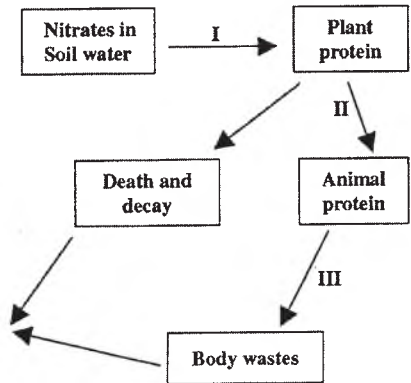 Nitrates in
Soil water
I
Plant
protein
II
Death and
decay
Animal
protein
III
Body wastes